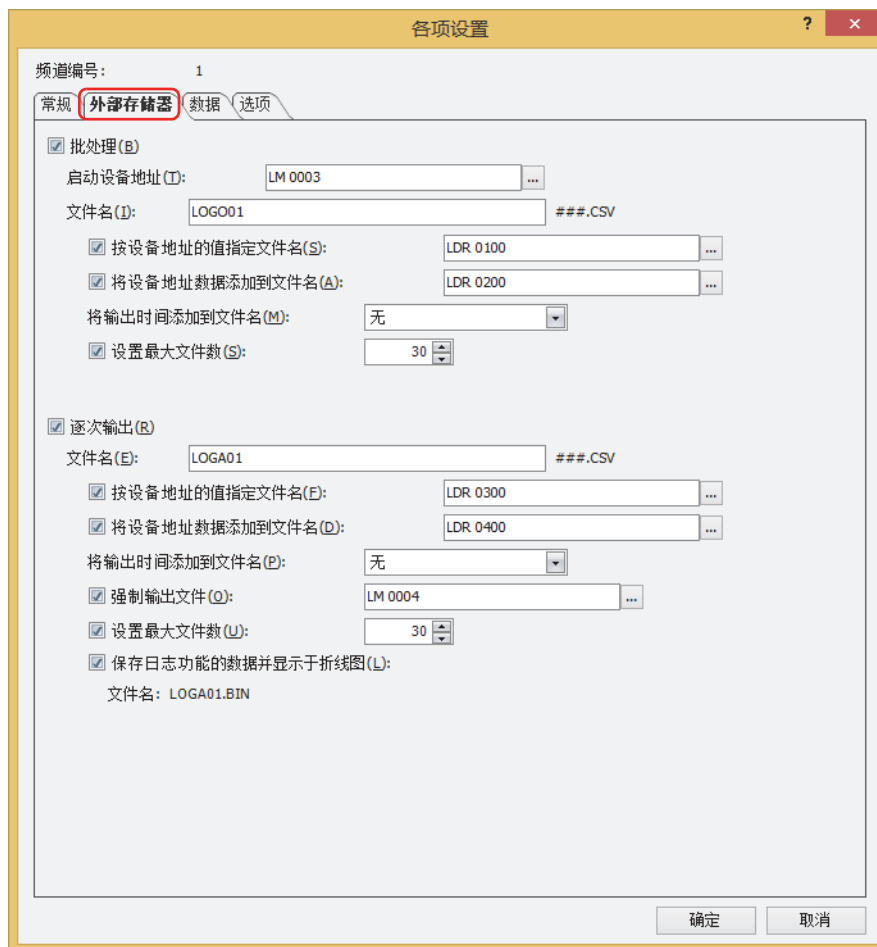 各项设置 ? ×
频道编号: 1
常规 外部存储器 数据 选项
批处理(B)
启动设备地址(T): LM 0003 ...
文件名(I): LOGO01 ###.CSV
按设备地址的值指定文件名(S): LDR 0100 ...
将设备地址数据添加到文件名(A): LDR 0200 ...
将输出时间添加到文件名(M): 无
设置最大文件数(S): 30
逐次输出(R)
文件名(E): LOGA01 ###.CSV
按设备地址的值指定文件名(F): LDR 0300 ...
将设备地址数据添加到文件名(D): LDR 0400 ...
将输出时间添加到文件名(P): 无
强制输出文件(O): LM 0004 ...
设置最大文件数(U): 30
保存日志功能的数据并显示于折线图(L):
文件名: LOGA01.BIN
确定 取消